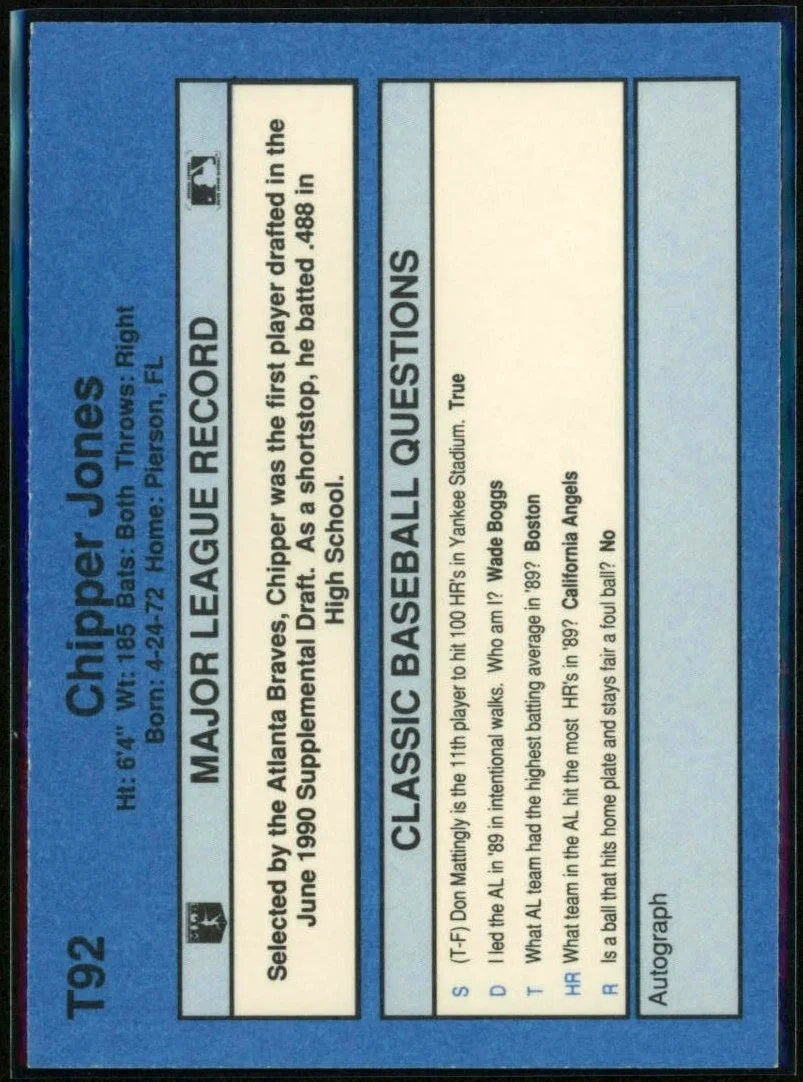 T92
Chipper Jones
Ht: 6'4" Wt: 185 Bats: Both Throws: Right
Born: 4-24-72 Home: Pierson, FL
MAJOR LEAGUE RECORD
Selected by the Atlanta Braves, Chipper was the first player drafted in the
June 1990 Supplemental Draft. As a shortstop, he batted .488 in
High School.
CLASSIC BASEBALL QUESTIONS
S (T-F) Don Mattingly is the 11th player to hit 100 HR's in Yankee Stadium. True
D I led the AL in '89 in intentional walks. Who am I? Wade Boggs
T What AL team had the highest batting average in '89? Boston
HR What team in the AL hit the most HR's in '89? California Angels
R Is a ball that hits home plate and stays fair a foul ball? No
Autograph